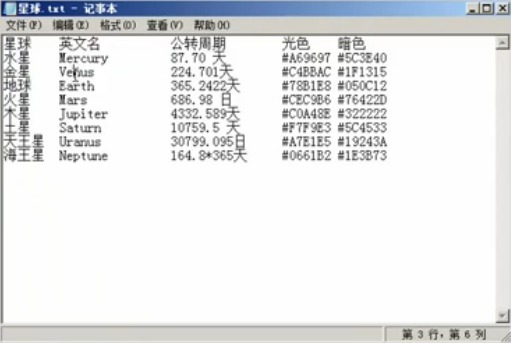 星球.txt - 记事本
文件(F) 编辑(E) 格式(O) 查看(V) 帮助(H)
星球 英文名 公转周期 光色 暗色
水星 Mercury 87.70 天 #A69697 #5C3E40
金星 Venus 224.701天 #C4BBAC #1F1315
地球 Earth 365.2422天 #78B1E8 #050C12
火星 Mars 686.98 日 #CEC9B6 #76422D
木星 Jupiter 4332.589天 #C0A48E #322222
土星 Saturn 10759.5 天 #F7F9E3 #5C4533
天王星 Uranus 30799.095日 #A7E1E5 #19243A
海王星 Neptune 164.8*365天 #0661B2 #1E3B73
第 3 行，第 6 列